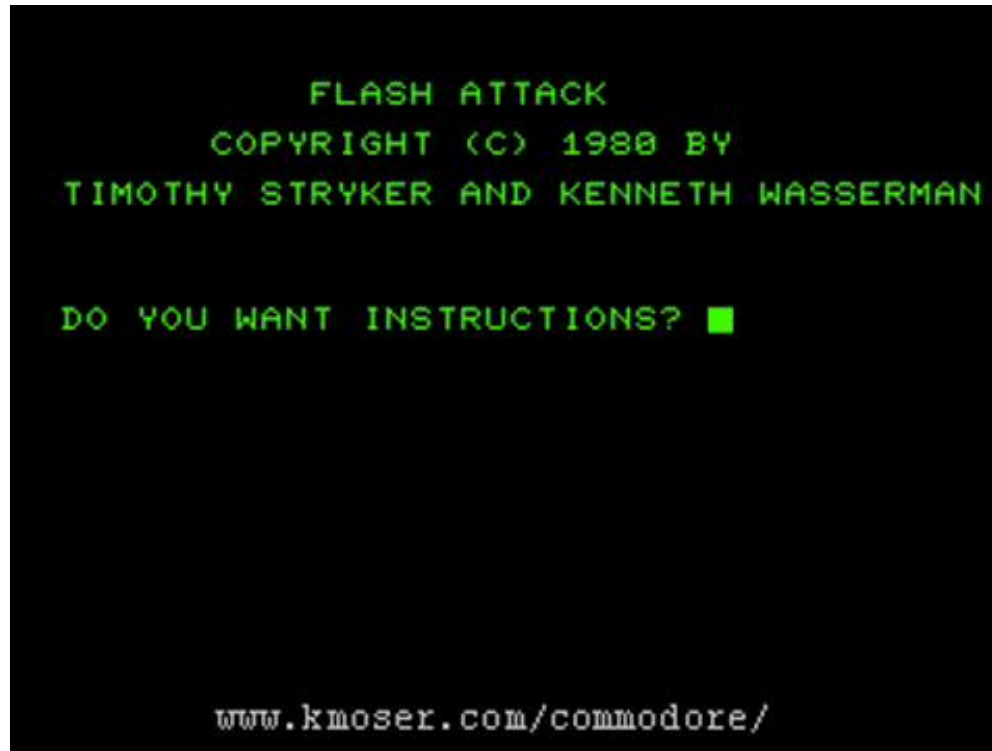 FLASH ATTACK
COPYRIGHT (C) 1980 BY
TIMOTHY STRYKER AND KENNETH WASSERMAN
DO YOU WANT INSTRUCTIONS?
www.kmoser.com/commodore/